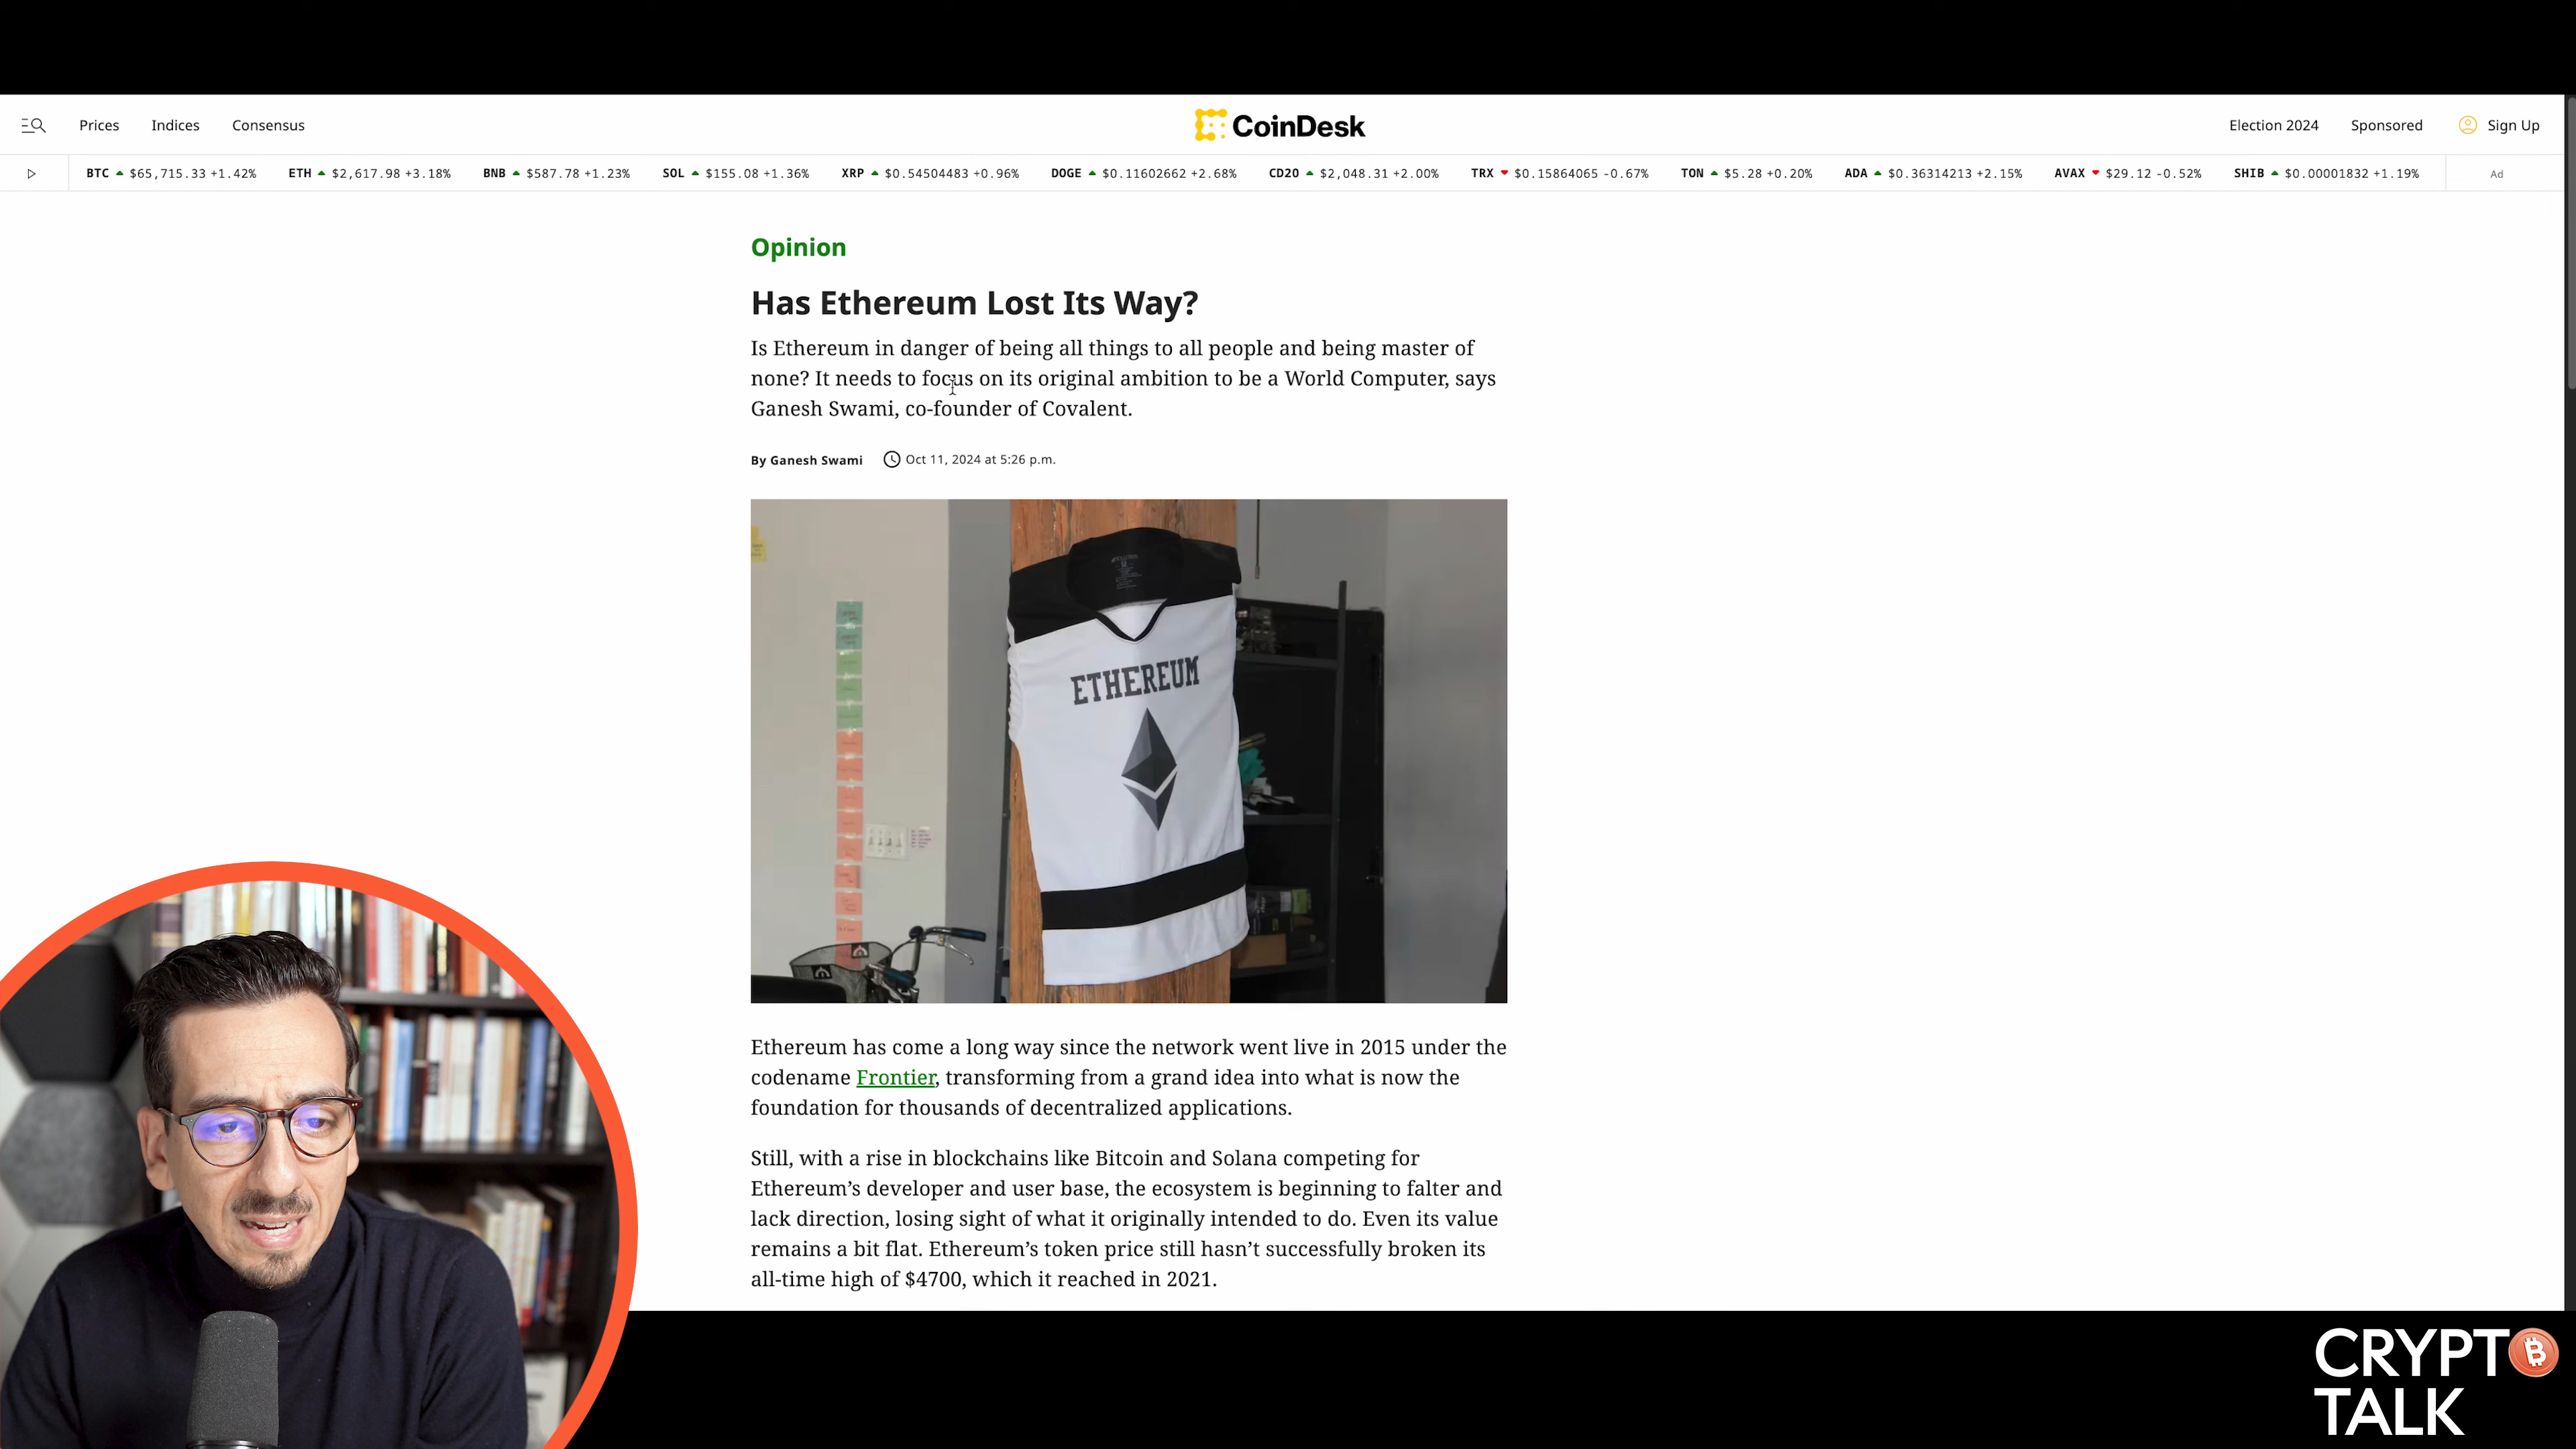 Prices Indices Consensus CoinDesk Election 2024 Sponsored Sign Up
BTC $65,715.33 +1.42% ETH $2,617.98 +3.18% BNB $587.78 +1.23% SOL $155.08 +1.36% XRP $0.54504483 +0.96% DOGE $0.11602662 +2.68% CD20 $2,048.31 +2.00% TRX $0.15864065 -0.67% TON $5.28 +0.20% ADA $0.36314213 +2.15% AVAX $29.12 -0.52% SHIB $0.00001832 +1.19% Ad
Opinion
Has Ethereum Lost Its Way?
Is Ethereum in danger of being all things to all people and being master of
none? It needs to focus on its original ambition to be a World Computer, says
Ganesh Swami, co-founder of Covalent.
By Ganesh Swami Oct 11, 2024 at 5:26 p.m.
ETHEREUM
Ethereum has come a long way since the network went live in 2015 under the
codename Frontier, transforming from a grand idea into what is now the
foundation for thousands of decentralized applications.
Still, with a rise in blockchains like Bitcoin and Solana competing for
Ethereum’s developer and user base, the ecosystem is beginning to falter and
lack direction, losing sight of what it originally intended to do. Even its value
remains a bit flat. Ethereum’s token price still hasn’t successfully broken its
all-time high of $4700, which it reached in 2021.
CRYPTO
TALK